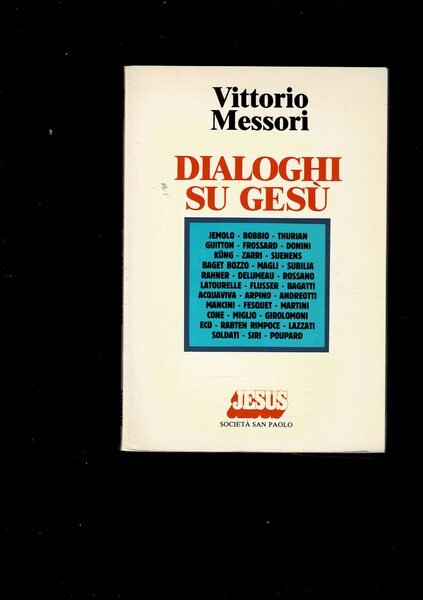 Vittorio
Messori
DIALOGHI
SU GESÙ
JEMOLO - BOBBIO - THURIAN
GUITTON - FROSSARD - DONINI
KÜNG - ZARRI - SUENENS
BAGET BOZZO - MAGLI - SUBILIA
RAHNER - DELUMEAU - ROSSANO
LATOURELLE - FLUSSER - BAGATTI
ACQUAVIVA - ARPINO - ANDREOTTI
MANCINI - FESQUET - MARTINI
CONE - MIGLIO - GIROLOMONI
ECO - RABTEN RIMPOCE - LAZZATI
SOLDATI - SIRI - POUPARD
JESUS
SOCIETÀ SAN PAOLO